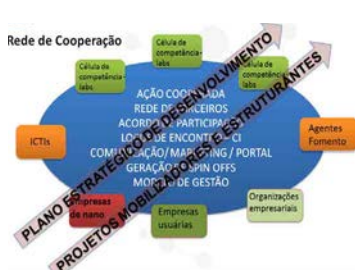 Rede de Cooperação
Célula de
competência-
labs
Célula de
competência-
labs
Célula de
competência-
labs
AÇÃO COORDENADA
REDE DE PARCEIROS
ACORDO DE PARTICIPAÇÃO
LOCAL DE ENCONTRO - CI
COMUNICAÇÃO/ MARKETING / PORTAL
GERAÇÃO DE SPIN OFFS
MODELO DE GESTÃO
ICTIs
Agentes
Fomento
Empresas
de nano
Empresas
usuárias
Organizações
empresariais
PLANO ESTRATÉGICO DO DESENVOLVIMENTO
PROJETOS MOBILIZADORES E ESTRUTURANTES